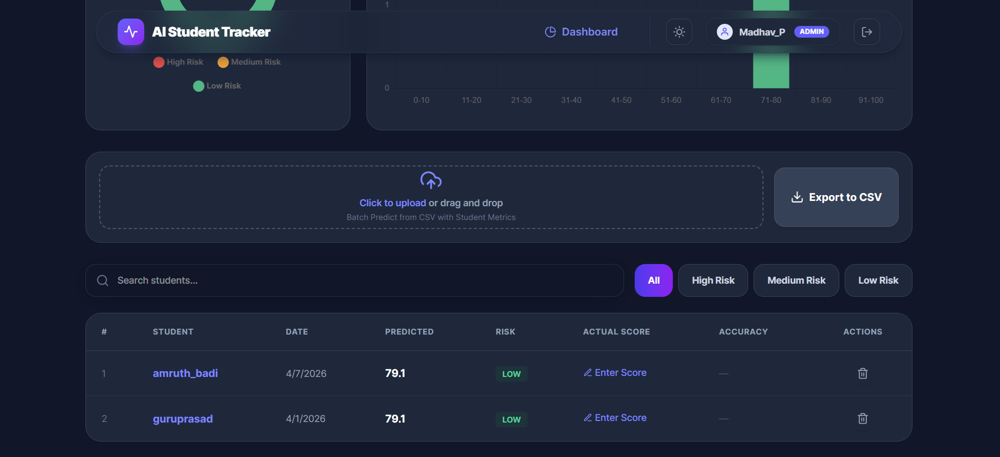 1
AI Student Tracker
Dashboard
Madhav_P
ADMIN
High Risk
Medium Risk
Low Risk
0
0-10
11-20
21-30
31-40
41-50
51-60
61-70
71-80
81-90
91-100
Click to upload or drag and drop
Batch Predict from CSV with Student Metrics
Export to CSV
Search students...
All
High Risk
Medium Risk
Low Risk
# STUDENT DATE PREDICTED RISK ACTUAL SCORE ACCURACY ACTIONS
1 amruth_badi 4/7/2026 79.1 LOW Enter Score —
2 guruprasad 4/1/2026 79.1 LOW Enter Score —